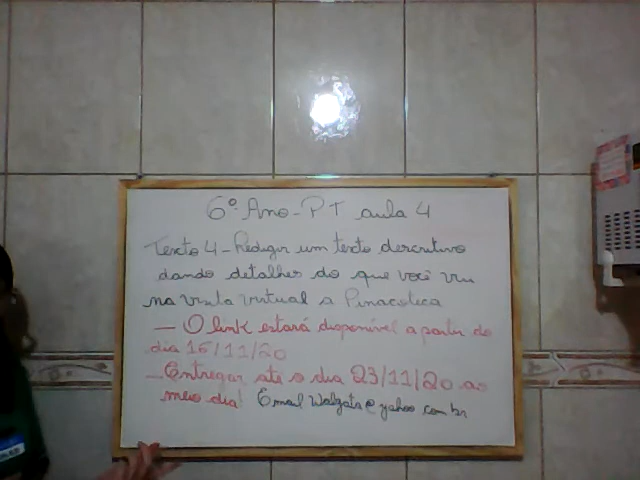 6º Ano - PT aula 4
Texto 4 - Redigir um texto descritivo
dando detalhes do que você viu
na visita virtual a Pinacoteca
- O link estará disponível a partir do
dia 16/11/20
- Entregar até o dia 23/11/20 ao
meio dia! Email @yahoo.com.br